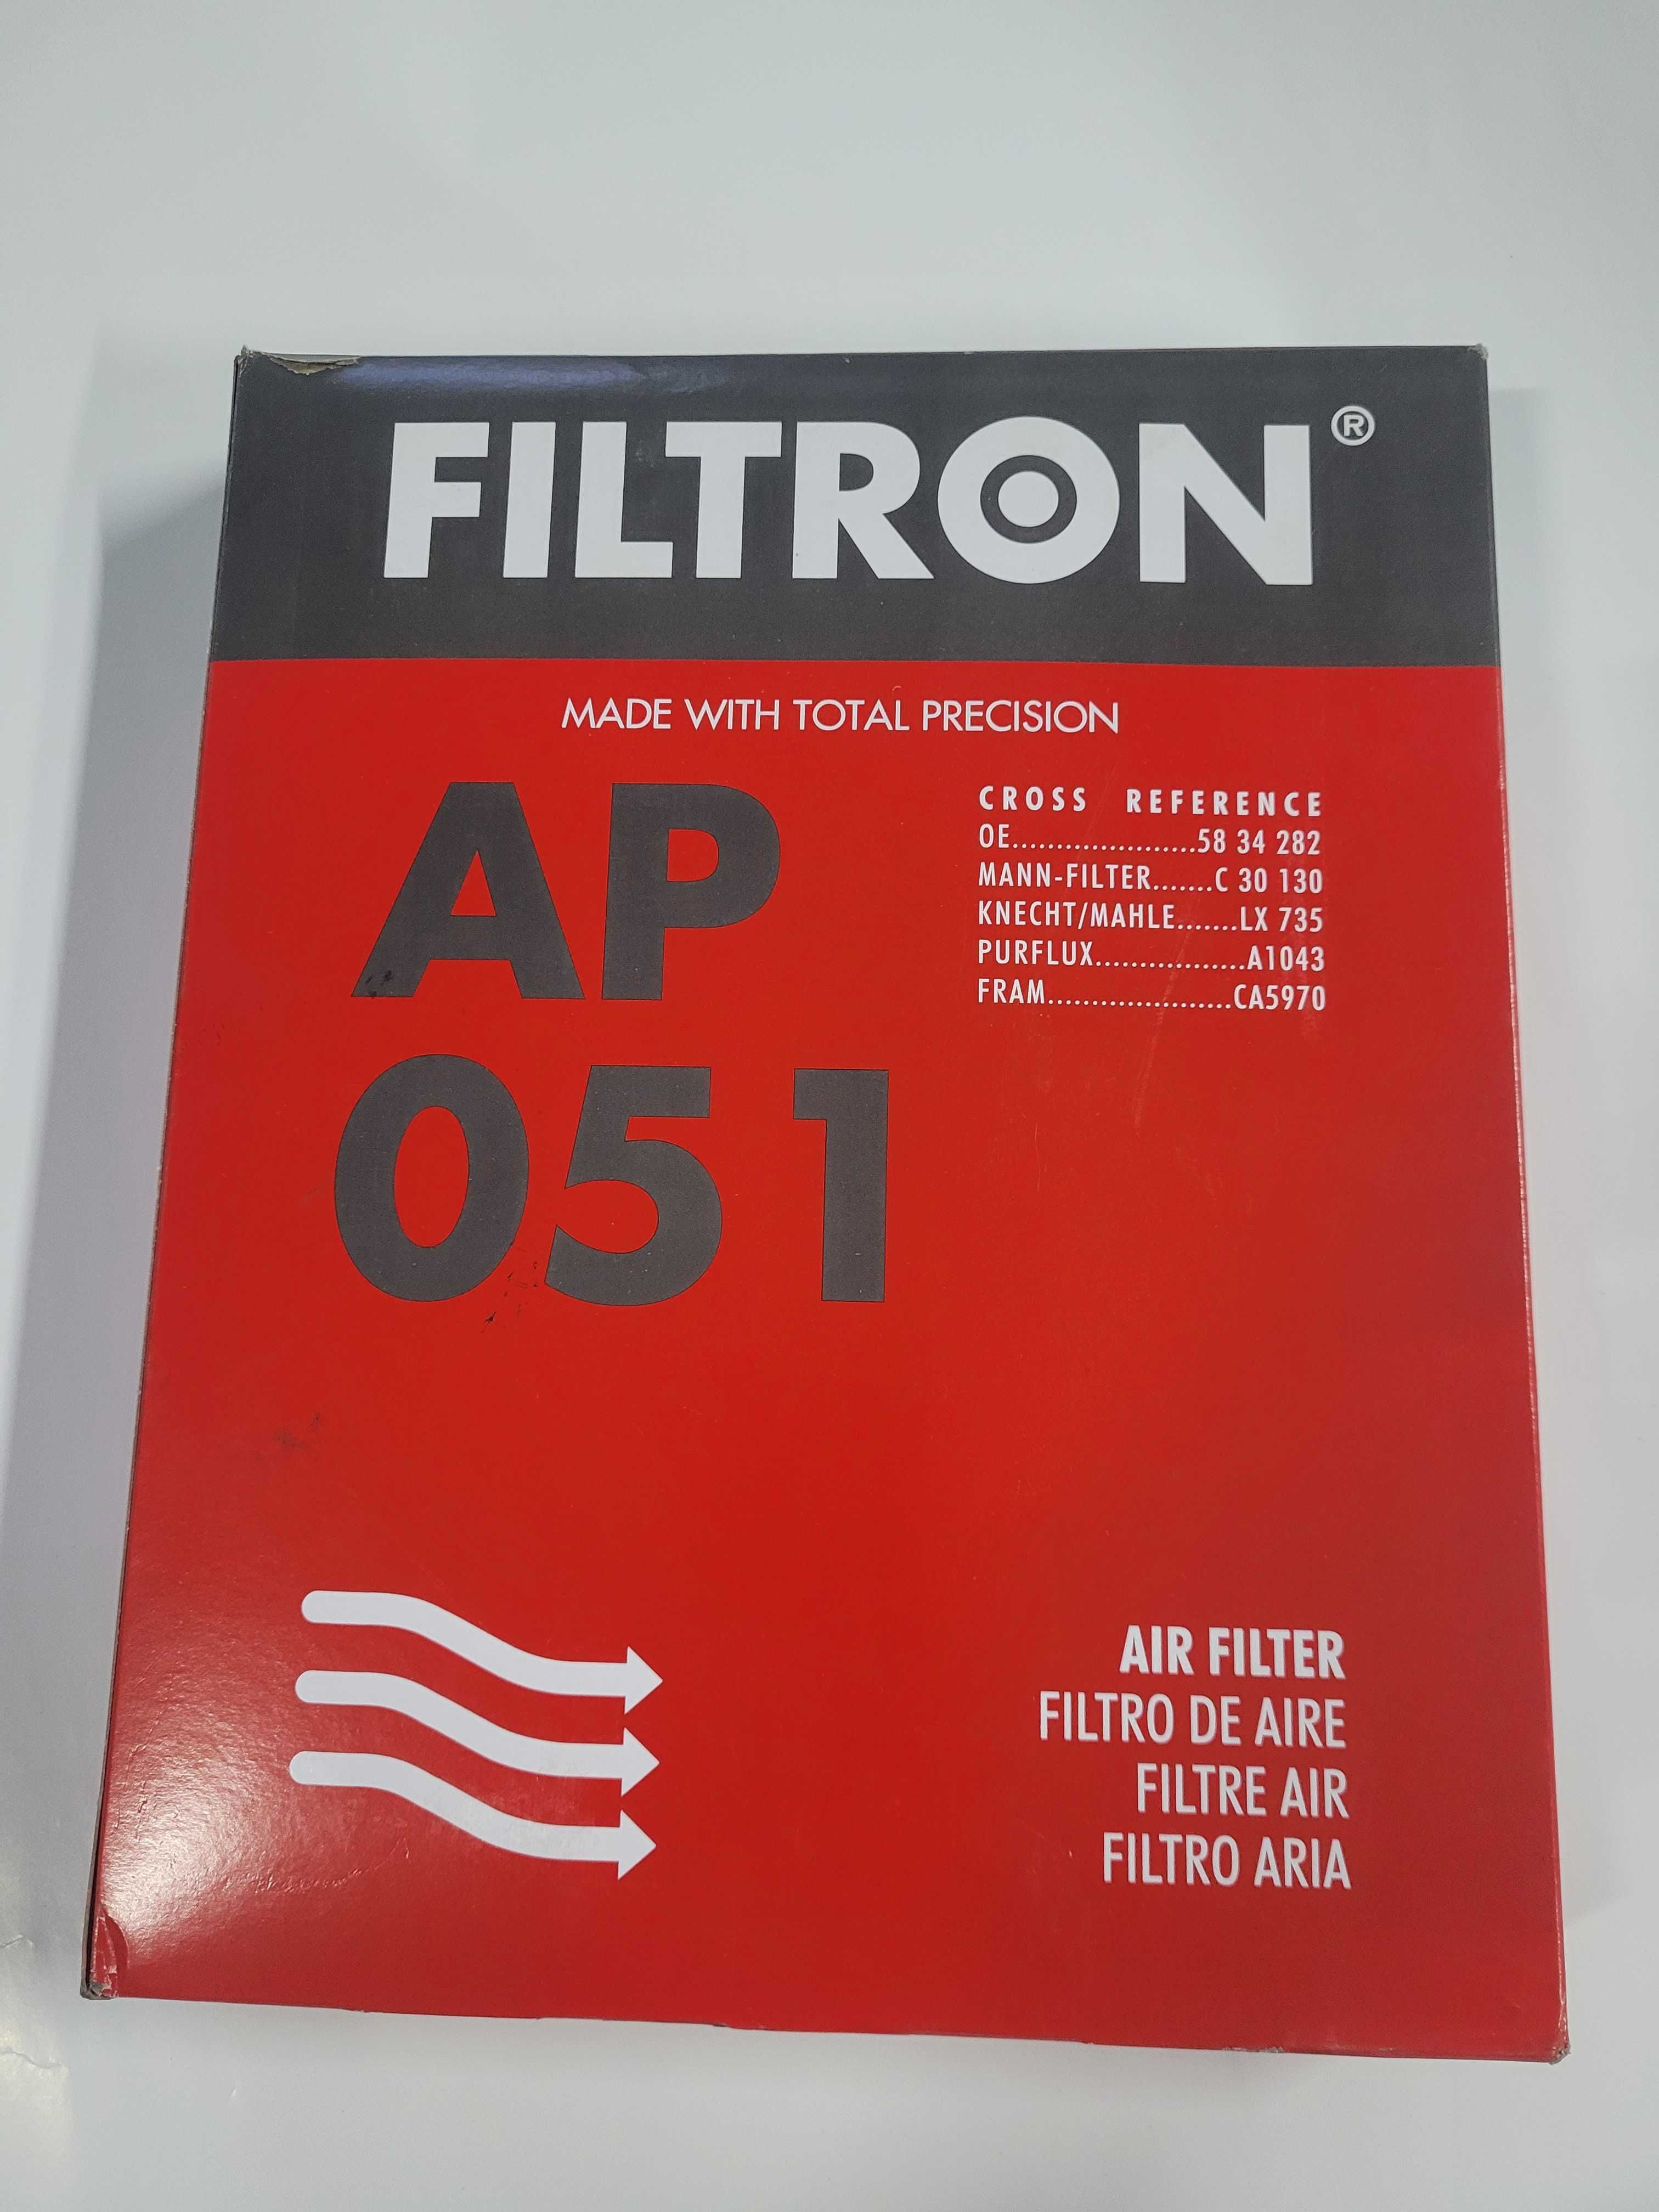 FILTRON®
MADE WITH TOTAL PRECISION
AP
051
CROSS REFERENCE
OE.....................58 34 282
MANN-FILTER.......C 30 130
KNECHT/MAHLE.......LX 735
PURFLUX.................A1043
FRAM.....................CA5970
AIR FILTER
FILTRO DE AIRE
FILTRE AIR
FILTRO ARIA